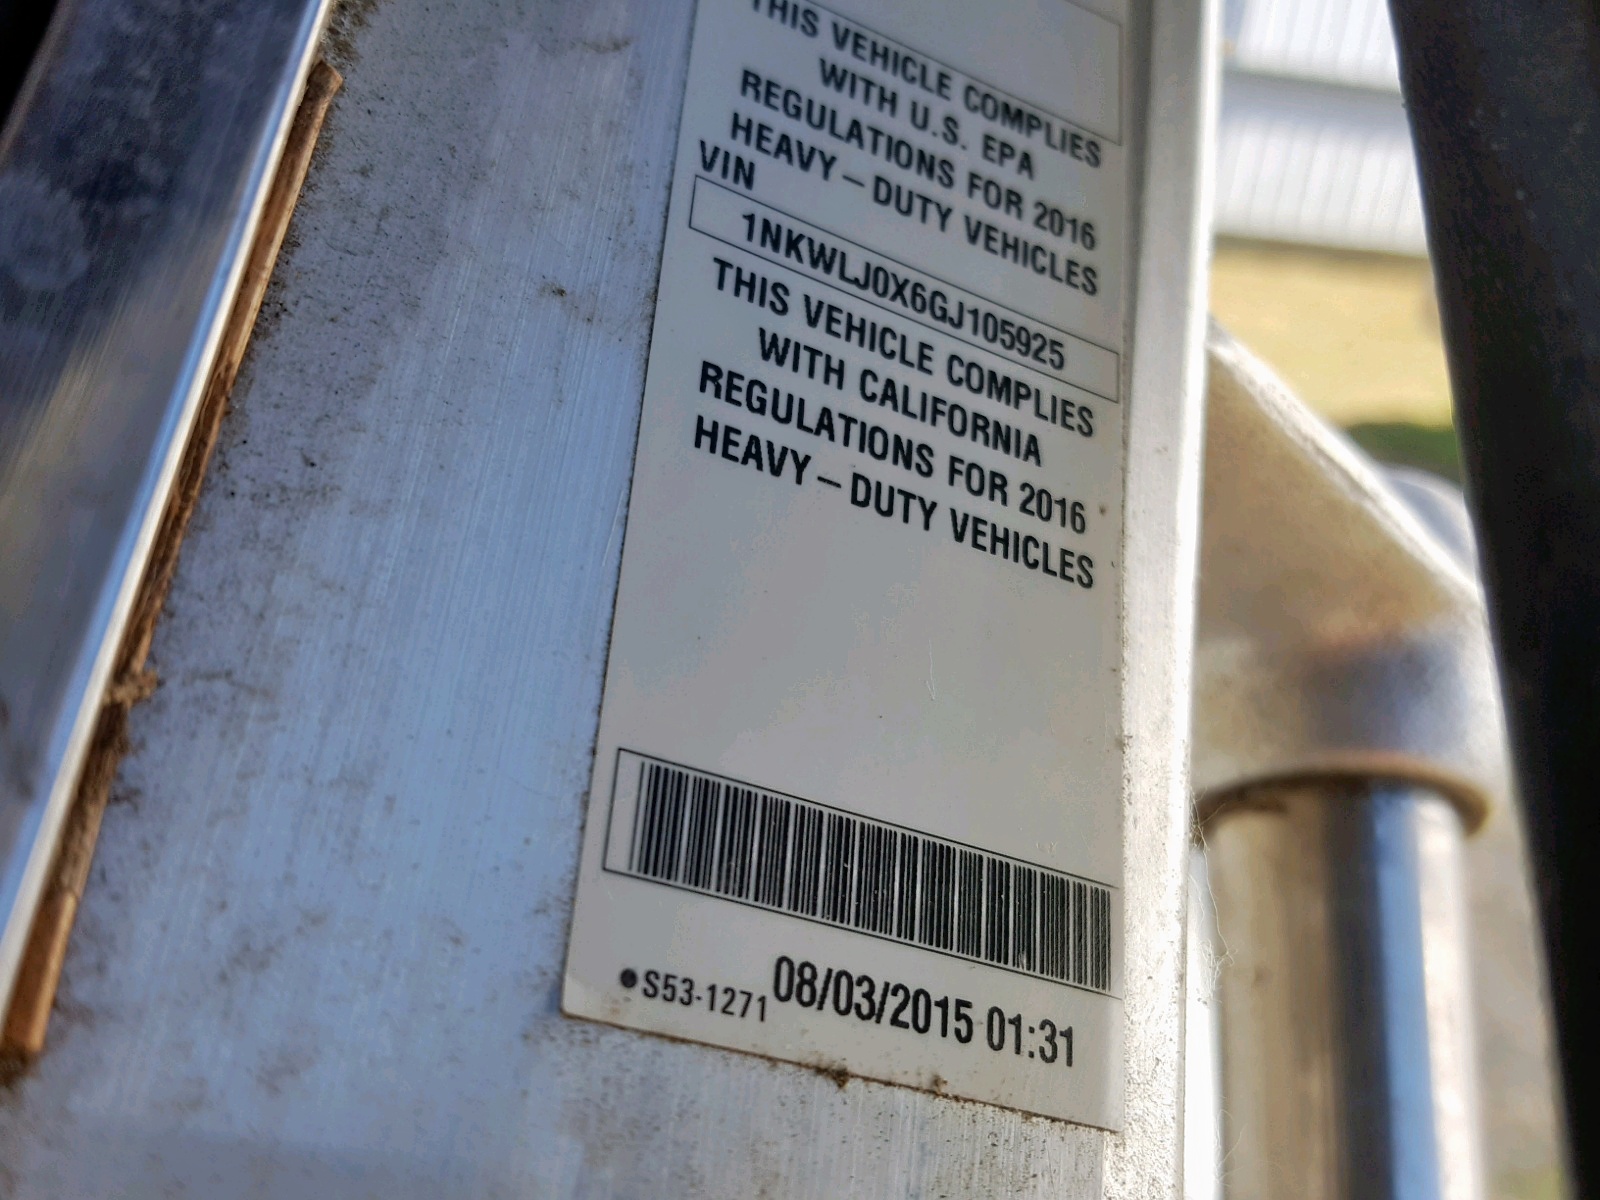 THIS VEHICLE COMPLIES
WITH U.S. EPA
REGULATIONS FOR 2016
HEAVY – DUTY VEHICLES
VIN
1NKWLJ0X6GJ105925
THIS VEHICLE COMPLIES
WITH CALIFORNIA
REGULATIONS FOR 2016
HEAVY – DUTY VEHICLES
•S53-1271 08/03/2015 01:31